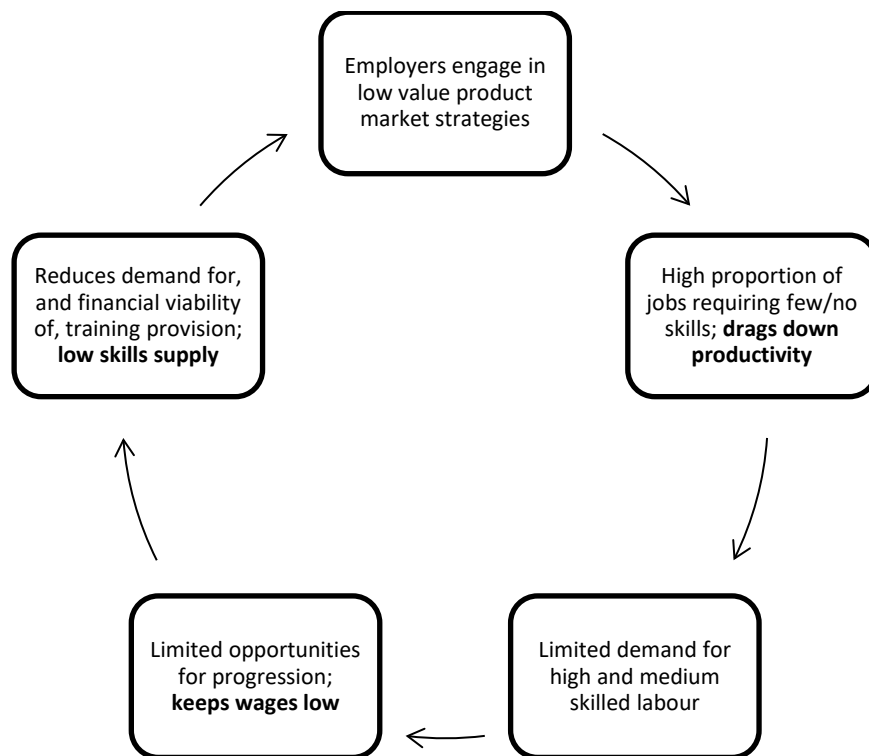 Employers engage in
low value product
market strategies
High proportion of
jobs requiring few/no
skills; drags down
productivity
Limited demand for
high and medium
skilled labour
Limited opportunities
for progression;
keeps wages low
Reduces demand for,
and financial viability
of, training provision;
low skills supply